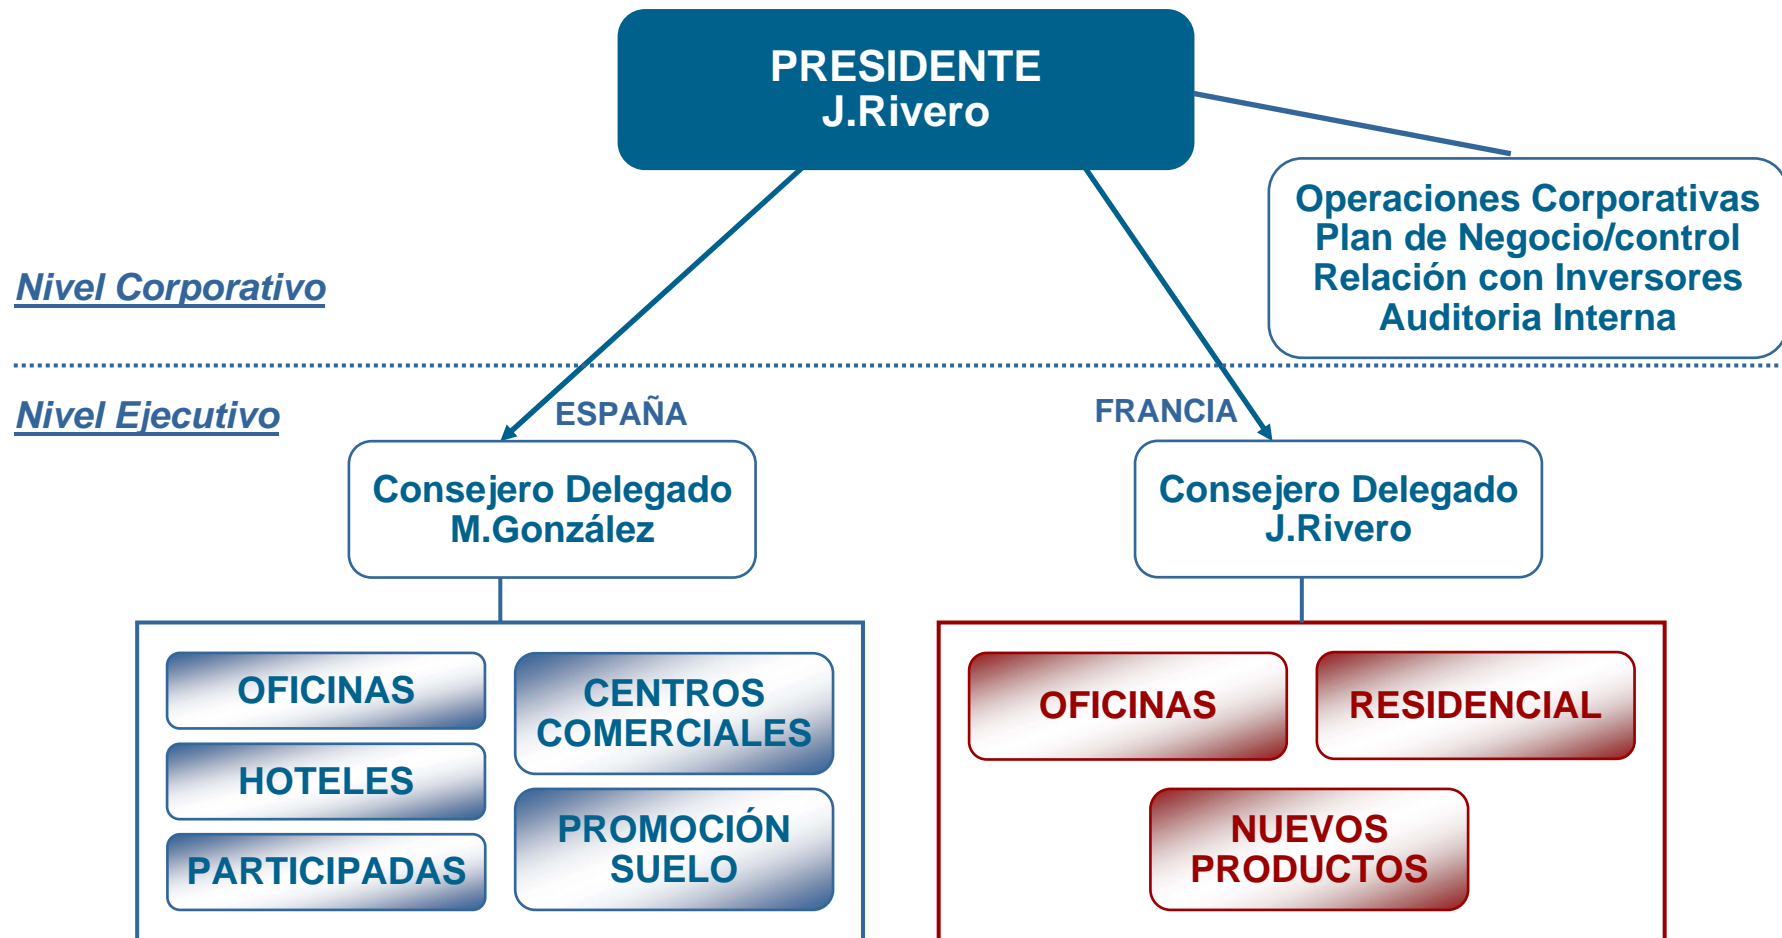 PRESIDENTE
J.Rivero
Operaciones Corporativas
Plan de Negocio/control
Relación con Inversores
Auditoria Interna
Nivel Corporativo
Nivel Ejecutivo
ESPAÑA
FRANCIA
Consejero Delegado
M.González
Consejero Delegado
J.Rivero
OFICINAS
HOTELES
PARTICIPADAS
CENTROS
COMERCIALES
PROMOCIÓN
SUELO
OFICINAS
RESIDENCIAL
NUEVOS
PRODUCTOS